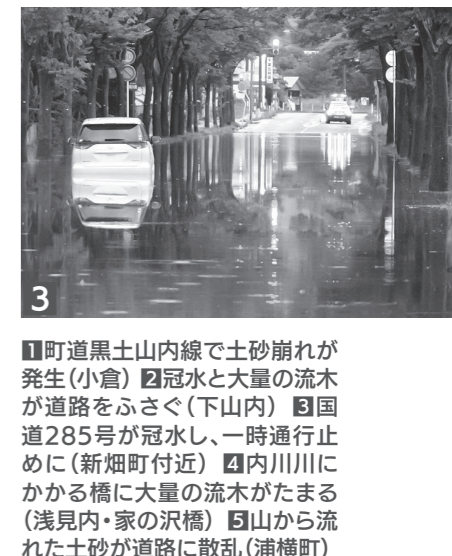 3
1町道黒土山内線で土砂崩れが
発生(小倉) 2冠水と大量の流木
が道路をふさぐ(下山内) 3国
道285号が冠水し、一時通行止
めに(新畑町付近) 4内川川に
かかる橋に大量の流木がたまる
(浅見内・家の沢橋) 5山から流
れた土砂が道路に散乱(浦横町)